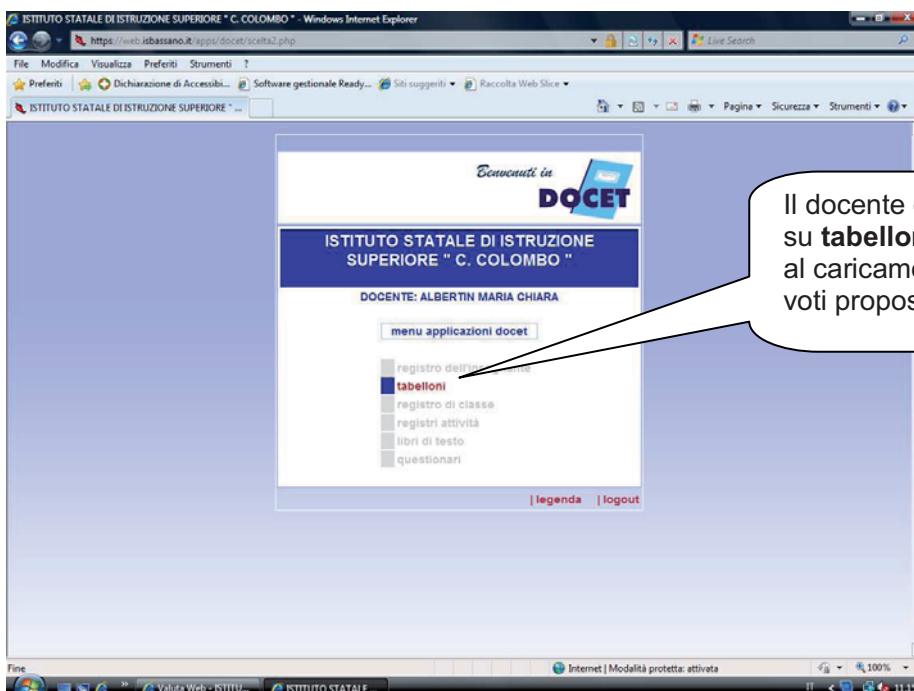 ISTITUTO STATALE DI ISTRUZIONE SUPERIORE " C. COLOMBO " - Windows Internet Explorer
https://web.isbassano.it/apps/docet/scelta2.php
Live Search
File Modifica Visualizza Preferiti Strumenti ?
Preferiti Dichiarazione di Accessibi... Software gestionale Ready... Siti suggeriti Raccolta Web Slice
ISTITUTO STATALE DI ISTRUZIONE SUPERIORE " ...
Pagina Sicurezza Strumenti
Benvenuti in
DOCET
ISTITUTO STATALE DI ISTRUZIONE
SUPERIORE " C. COLOMBO "
DOCENTE: ALBERTIN MARIA CHIARA
menu applicazioni docet
registro dell'insegnante
tabelloni
registro di classe
registri attività
libri di testo
questionari
|legenda |logout
Il docente
su
al
voti
Fine
Internet | Modalità protetta: attivata
100%
Valuta Web - ISTITU...
ISTITUTO STATALE ...
IT